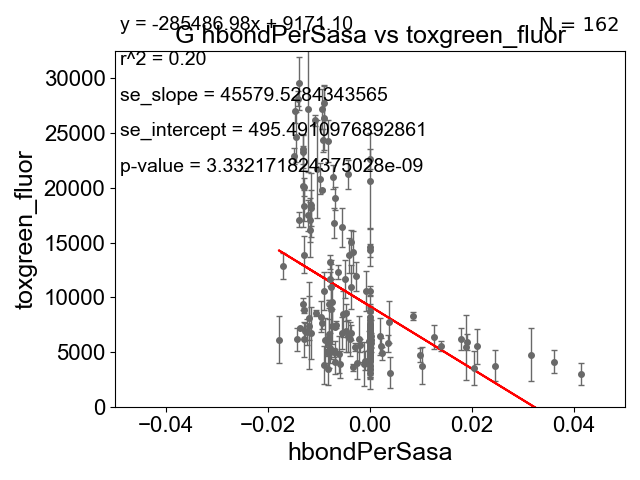 y = -285486.98x + 9171.10
N = 162
G hbondPerSasa vs toxgreen_fluor
r^2 = 0.20
se_slope = 45579.5284343565
se_intercept = 495.4910976892861
p-value = 3.332171824375028e-09
30000
25000
20000
15000
10000
5000
0
toxgreen_fluor
−0.04 −0.02 0.00 0.02 0.04
hbondPerSasa